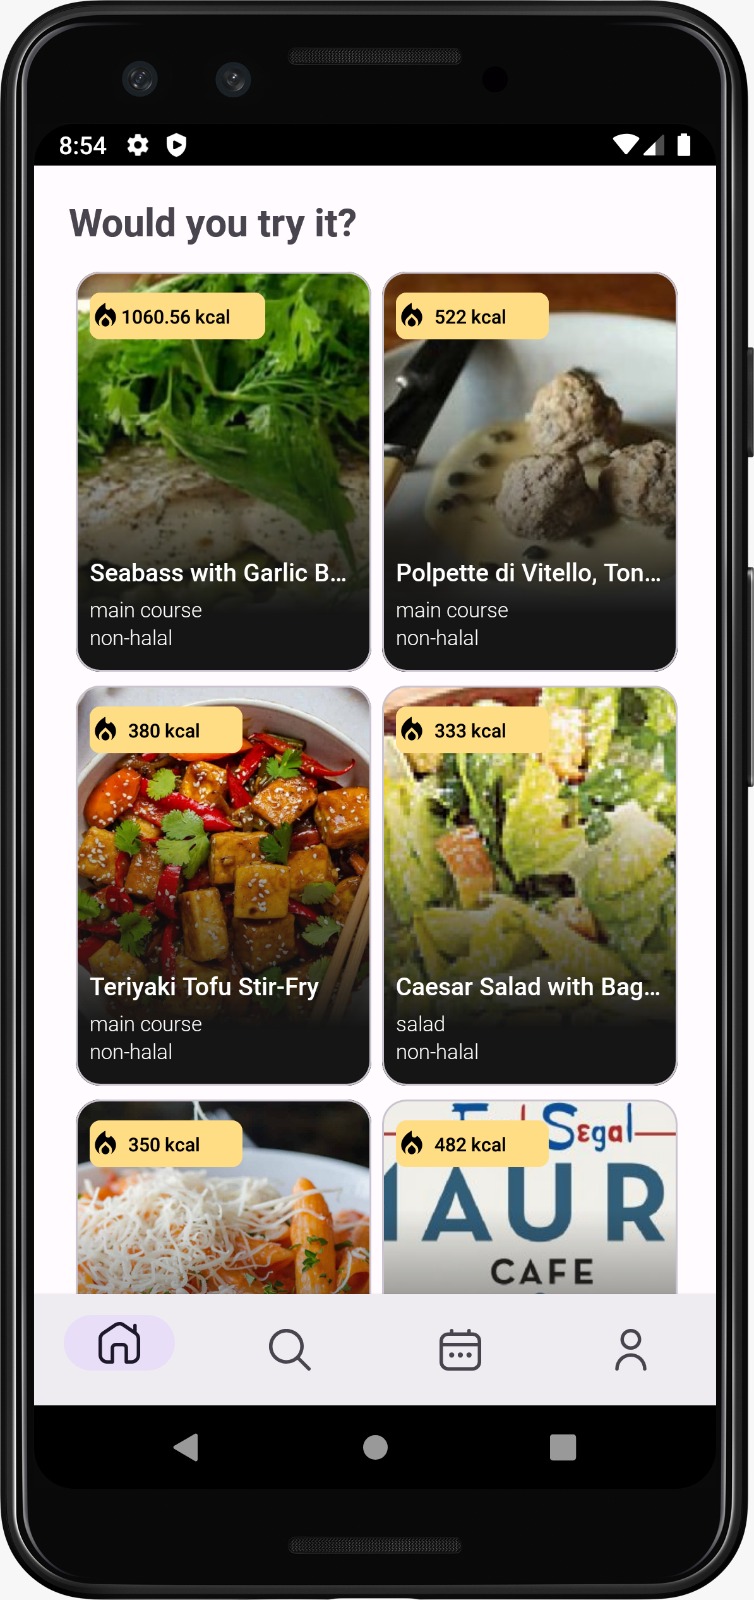 8:54
Would you try it?
1060.56 kcal
522 kcal
Seabass with Garlic B...
main course
non-halal
Polpette di Vitello, Ton...
main course
non-halal
380 kcal
333 kcal
Teriyaki Tofu Stir-Fry
main course
non-halal
Caesar Salad with Bag...
salad
non-halal
350 kcal
482 kcal
Segal
AUR
CAFE